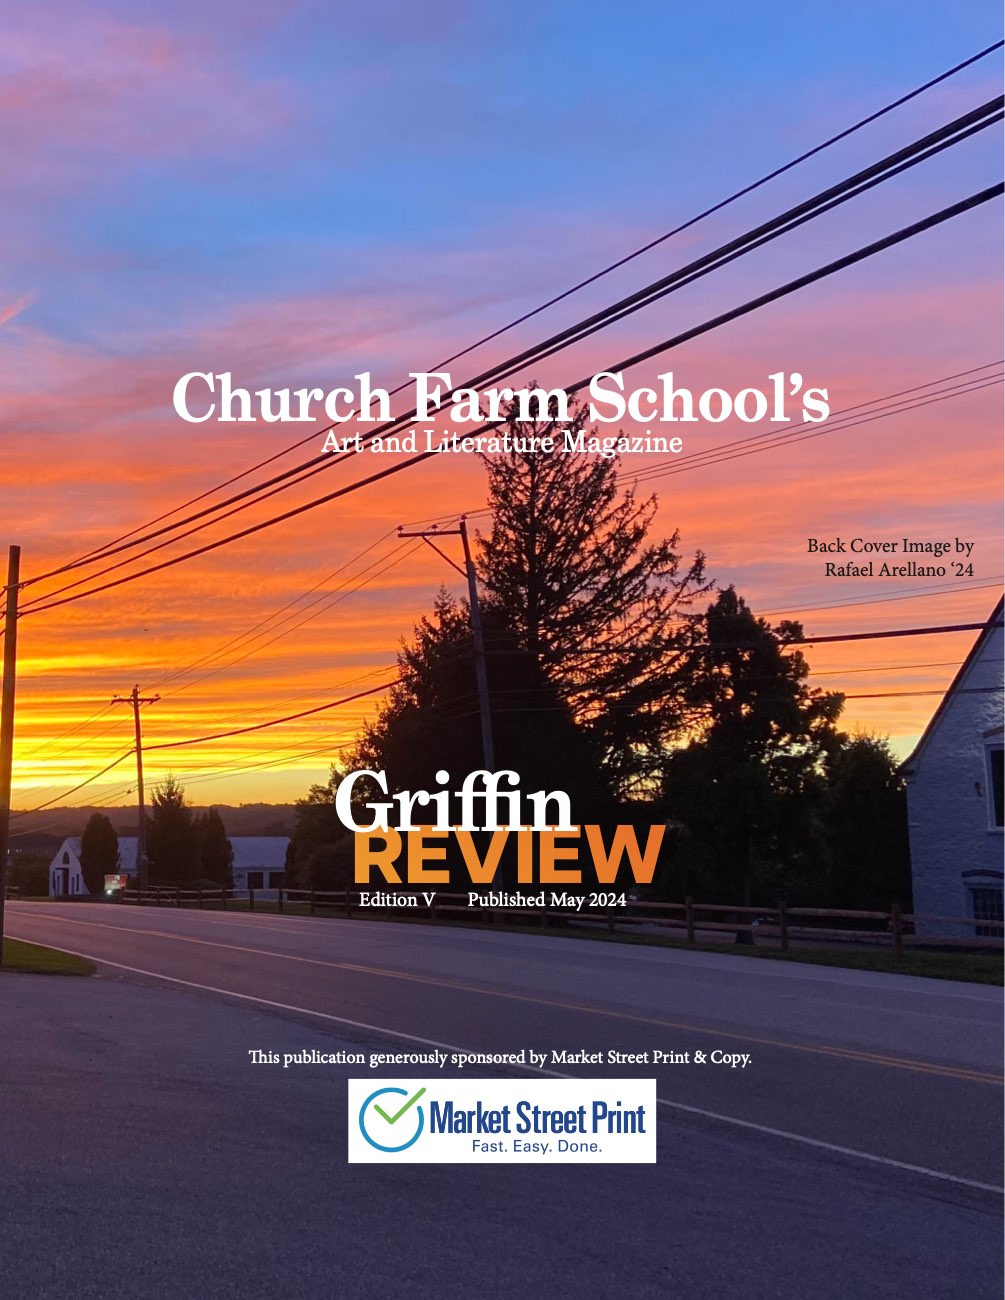 Church Farm School’s
Art and Literature Magazine
Back Cover Image by
Rafael Arellano ‘24
Griffin
REVIEW
Edition V Published May 2024
This publication generously sponsored by Market Street Print & Copy.
Market Street Print
Fast. Easy. Done.